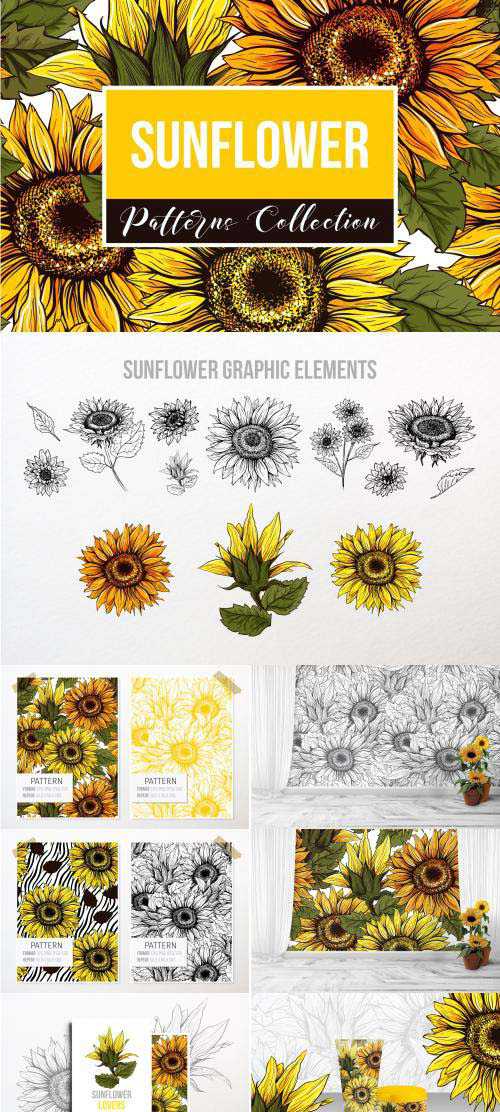 SUNFLOWER
Patterns Collection
SUNFLOWER GRAPHIC ELEMENTS
PATTERN
PATTERN
PATTERN
PATTERN
SUNFLOWER
LOVERS